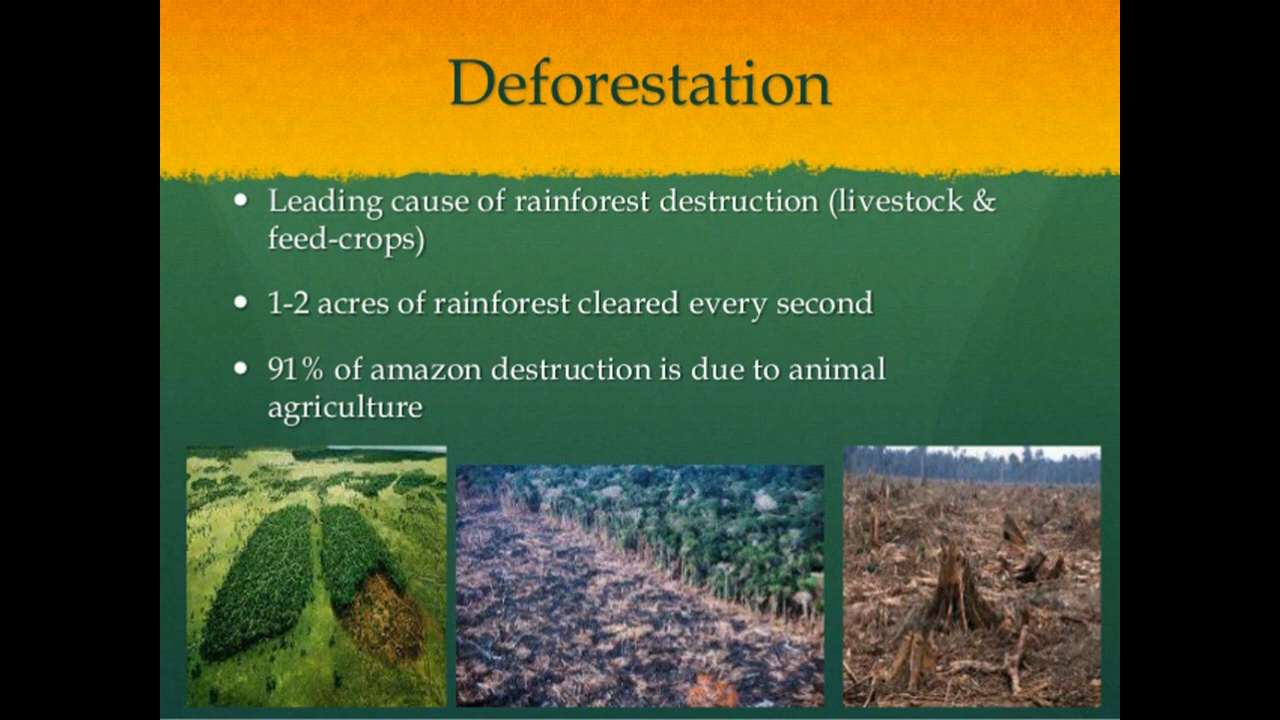 Deforestation
• Leading cause of rainforest destruction (livestock &
feed-crops)
• 1-2 acres of rainforest cleared every second
• 91% of amazon destruction is due to animal
agriculture